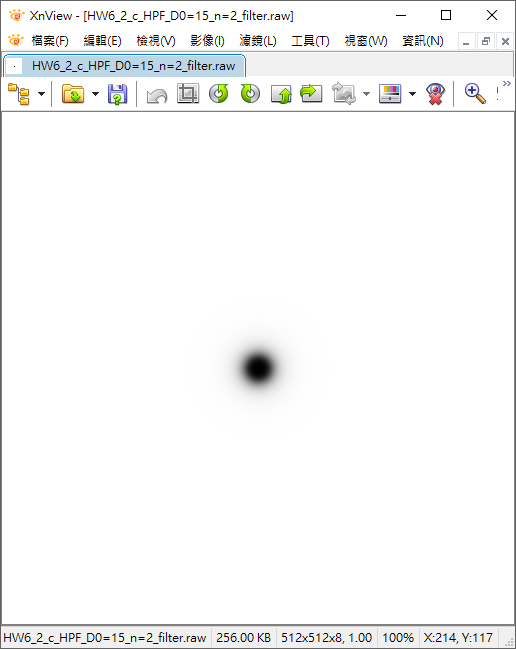 XnView - [HW6_2_c_HPF_D0=15_n=2_filter.raw]
檔案(F) 編輯(E) 檢視(V) 影像(I) 濾鏡(L) 工具(T) 視窗(W) 資訊(N)
HW6_2_c_HPF_D0=15_n=2_filter.raw
HW6_2_c_HPF_D0=15_n=2_filter.raw 256.00 KB 512x512x8, 1.00 100% X:214, Y:117